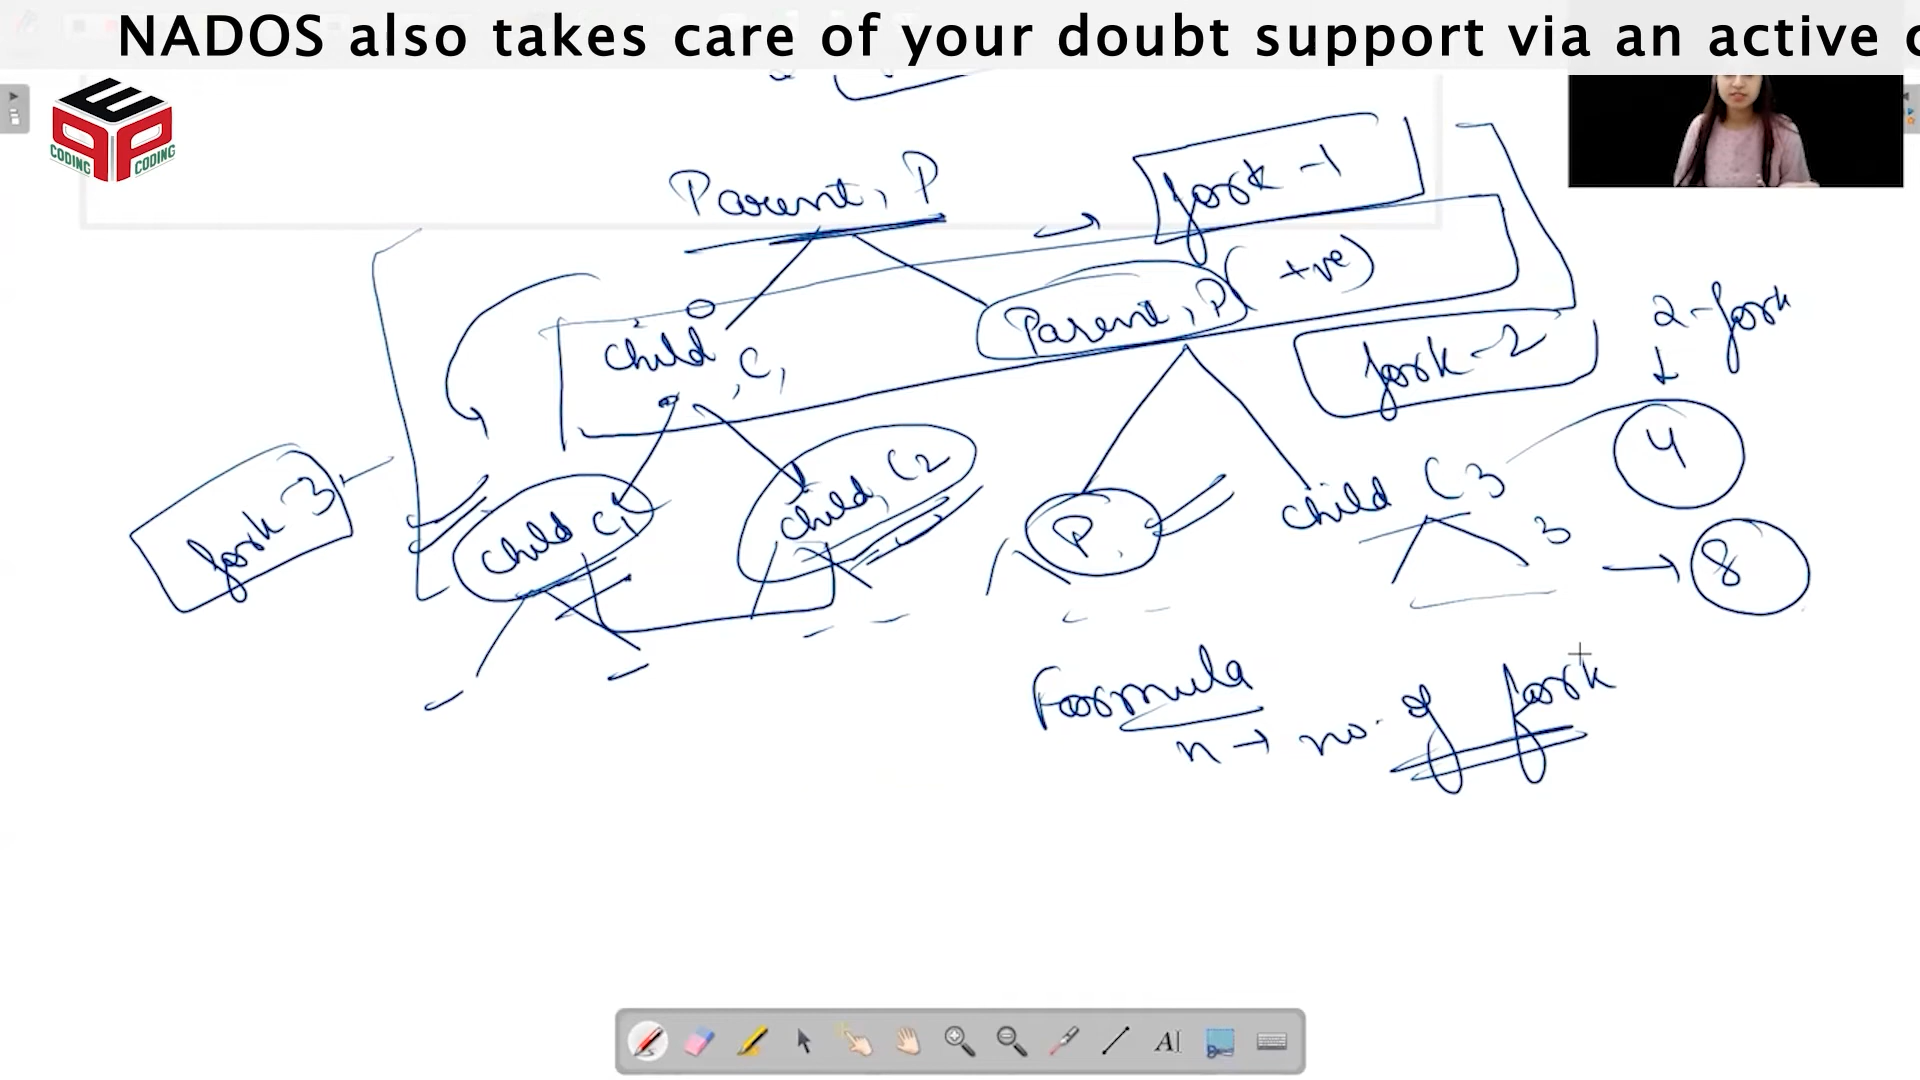 NADOS also takes care of your doubt support via an active
CODING CODING
Parent, P
fork -1
Parent, P (+ve)
child, C1
0
fork -2
2-fork
4
fork 3
child C1
child, C2
P
child C3
3
8
Formula
n → no. of fork
AI